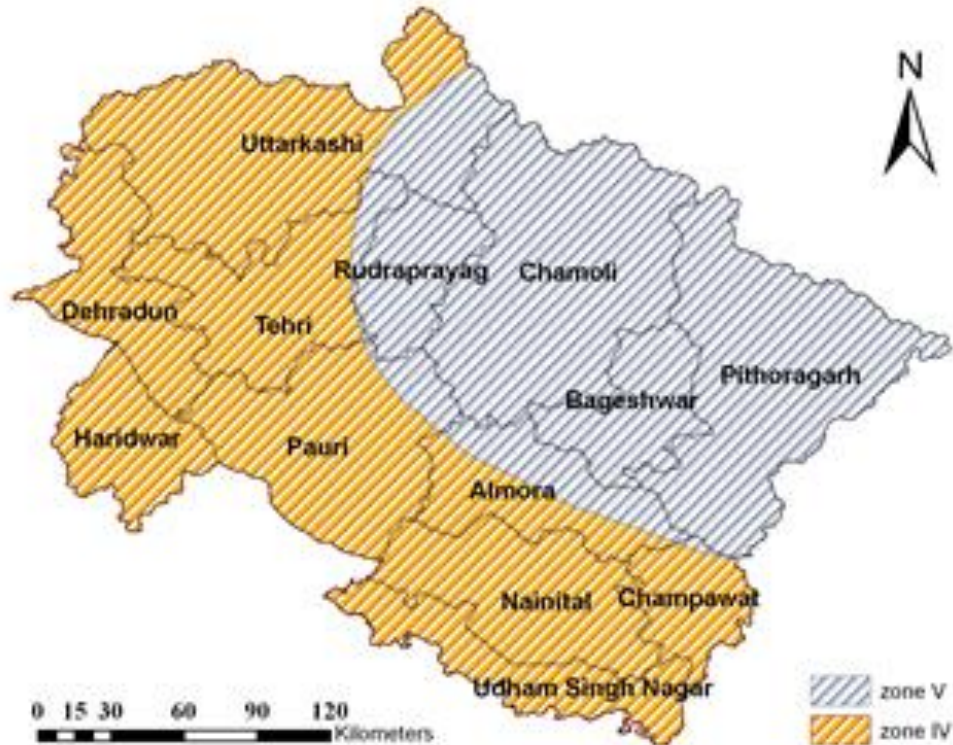 N
Uttarkashi
Rudraprayag
Chamoli
Dehradun
Tehri
Pithoragarh
Bageshwar
Haridwar
Pauri
Almora
Nainital
Champawat
Udham Singh Nagar
zone V
zone IV
0 15 30 60 90 120
Kilometers